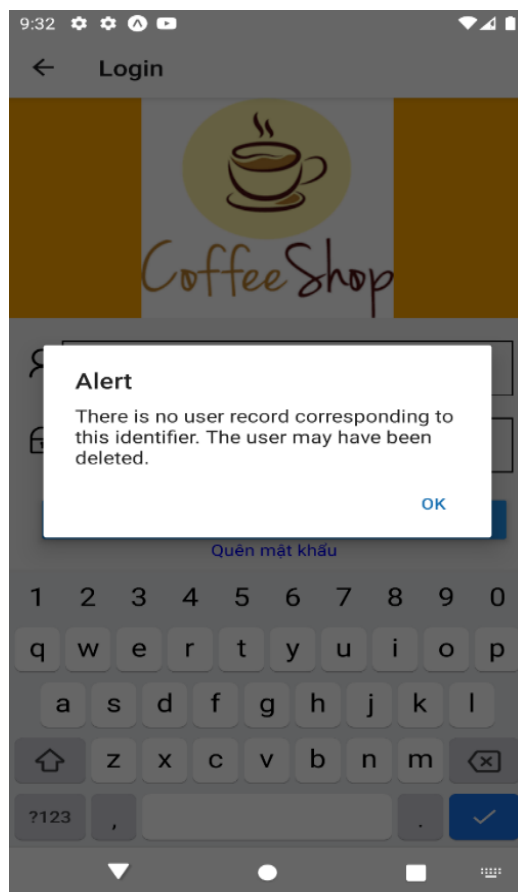 9:32
Login
CoffeeShop
Alert
There is no user record corresponding to
this identifier. The user may have been
deleted.
OK
Quên mật khẩu
1 2 3 4 5 6 7 8 9 0
q w e r t y u i o p
a s d f g h j k l
z x c v b n m
?123 , .